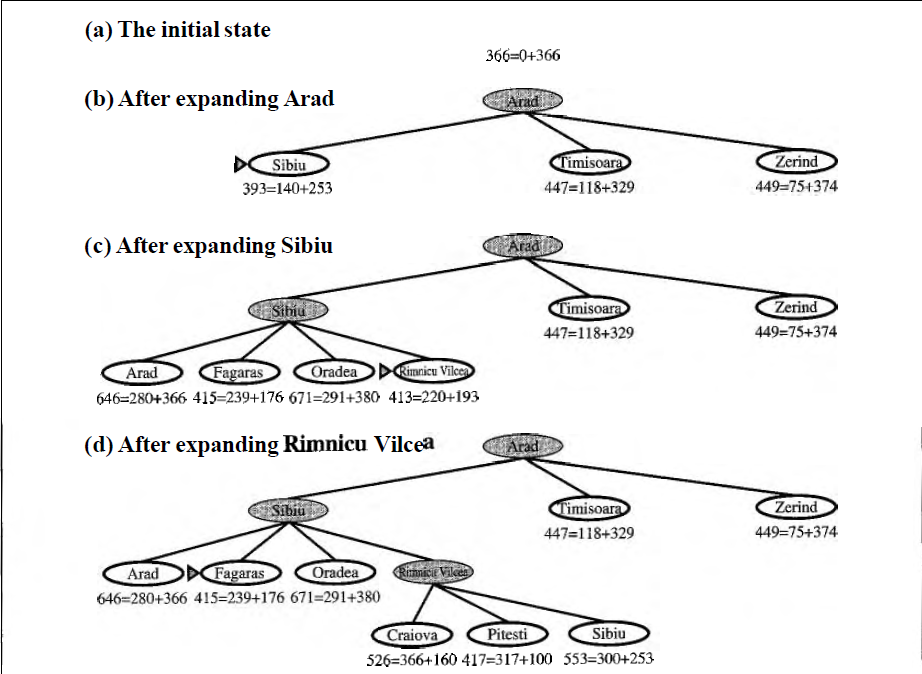 (a) The initial state
366=0+366
(b) After expanding Arad
Arad
Sibiu Timisoara Zerind
393=140+253 447=118+329 449=75+374
(c) After expanding Sibiu
Arad
Sibiu Timisoara Zerind
447=118+329 449=75+374
Arad Fagaras Oradea Rimnicu Vilcea
646=280+366 415=239+176 671=291+380 413=220+193
(d) After expanding Rimnicu Vilcea
Arad
Sibiu Timisoara Zerind
447=118+329 449=75+374
Arad Fagaras Oradea Rimnicu Vilcea
646=280+366 415=239+176 671=291+380
Craiova Pitesti Sibiu
526=366+160 417=317+100 553=300+253